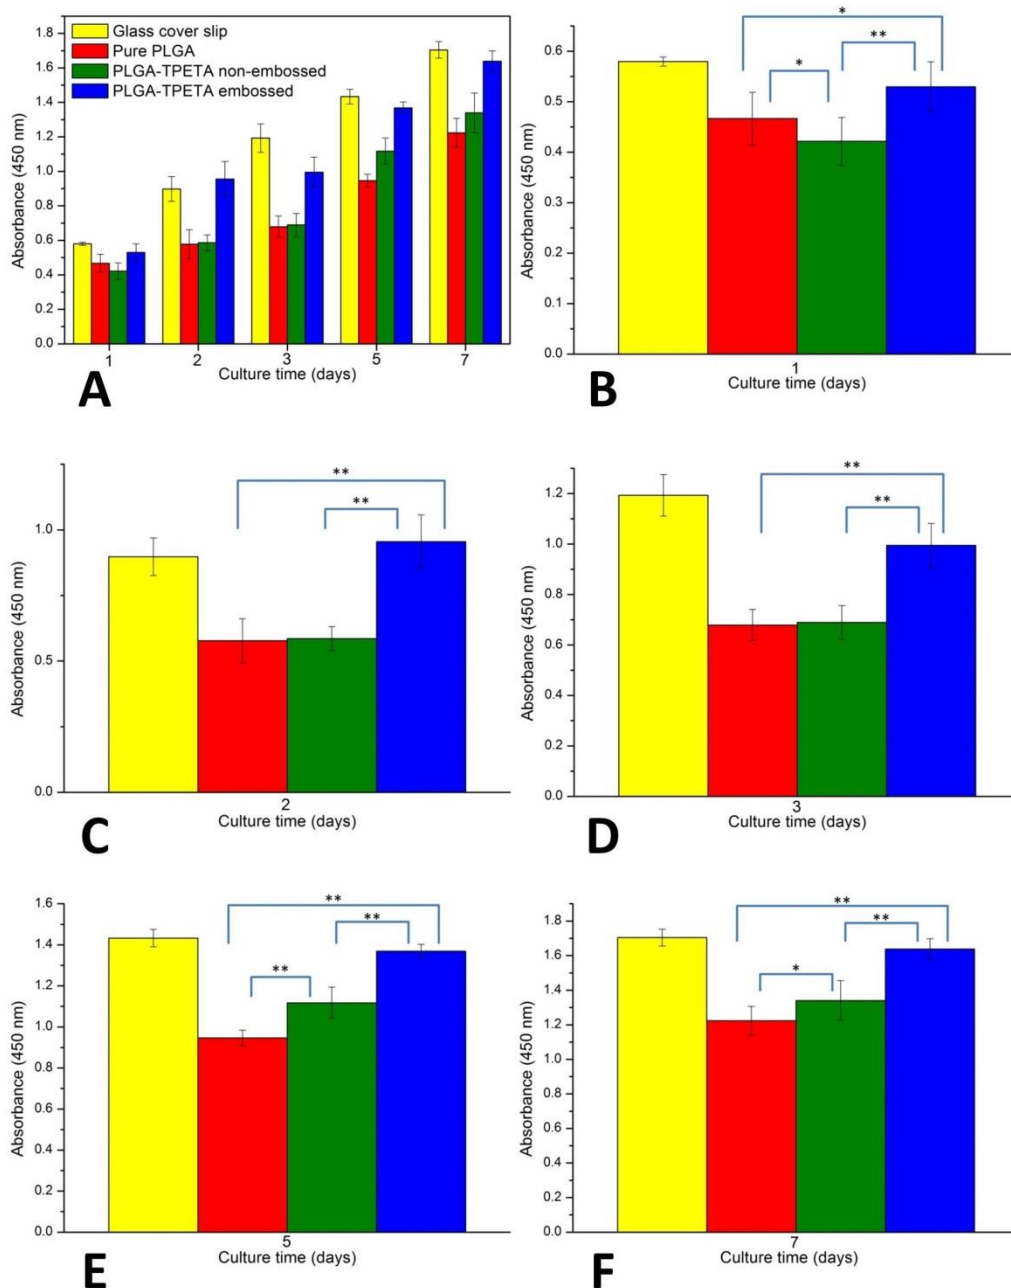 Glass cover slip
Pure PLGA
PLGA-TPETA non-embossed
PLGA-TPETA embossed
Absorbance (450 nm)
1.8
1.6
1.4
1.2
1.0
0.8
0.6
0.4
0.2
0.0
1 2 3 5 7
Culture time (days)
A
Absorbance (450 nm)
0.6
0.5
0.4
0.3
0.2
0.1
0.0
*
**
*
1
Culture time (days)
B
Absorbance (450 nm)
1.0
0.5
0.0
**
**
2
Culture time (days)
C
Absorbance (450 nm)
1.2
1.0
0.8
0.6
0.4
0.2
0.0
**
**
3
Culture time (days)
D
Absorbance (450 nm)
1.6
1.4
1.2
1.0
0.8
0.6
0.4
0.2
0.0
**
**
**
5
Culture time (days)
E
Absorbance (450 nm)
1.8
1.6
1.4
1.2
1.0
0.8
0.6
0.4
0.2
0.0
**
**
*
7
Culture time (days)
F